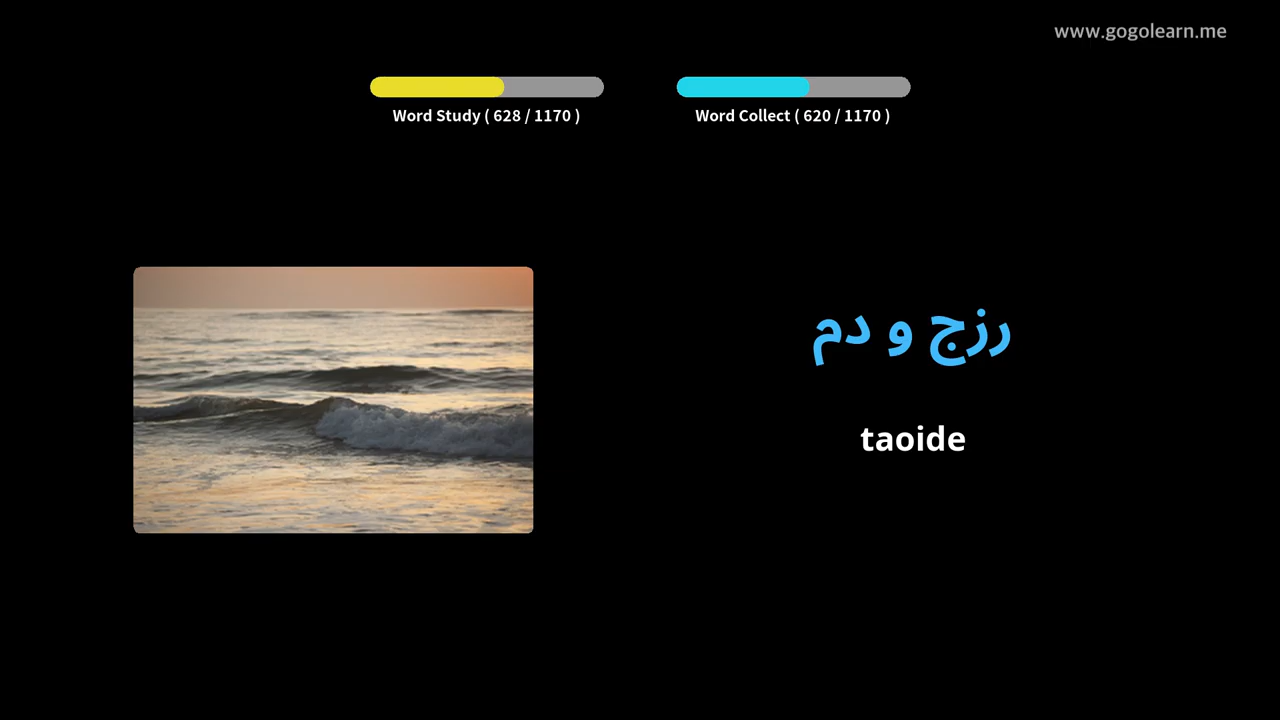 www.gogolearn.me
Word Study ( 628 / 1170 )
Word Collect ( 620 / 1170 )
رزج و دم
taoide